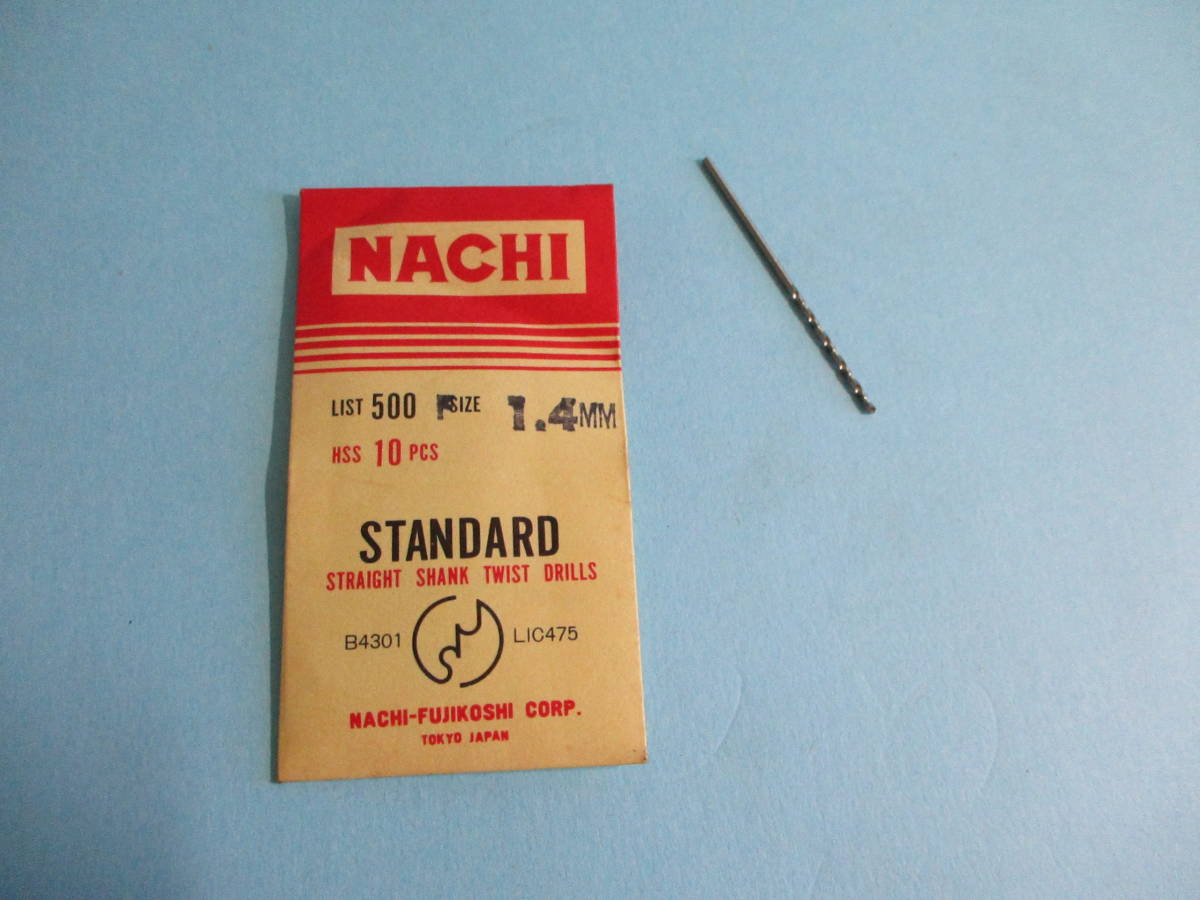 NACHI
LIST 500 P SIZE 1.4MM
HSS 10 PCS
STANDARD
STRAIGHT SHANK TWIST DRILLS
B4301 LIC475
NACHI-FUJIKOSHI CORP.
TOKYO JAPAN